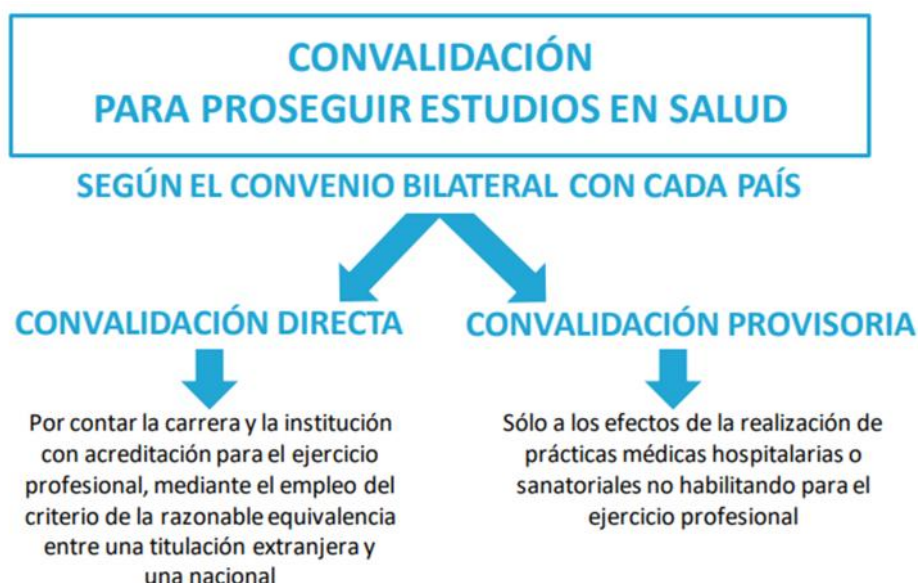 CONVALIDACIÓN
PARA PROSEGUIR ESTUDIOS EN SALUD
SEGÚN EL CONVENIO BILATERAL CON CADA PAÍS
CONVALIDACIÓN DIRECTA
Por contar la carrera y la institución
con acreditación para el ejercicio
profesional, mediante el empleo del
criterio de la razonable equivalencia
entre una titulación extranjera y
una nacional
CONVALIDACIÓN PROVISORIA
Sólo a los efectos de la realización de
prácticas médicas hospitalarias o
sanatoriales no habilitando para el
ejercicio profesional